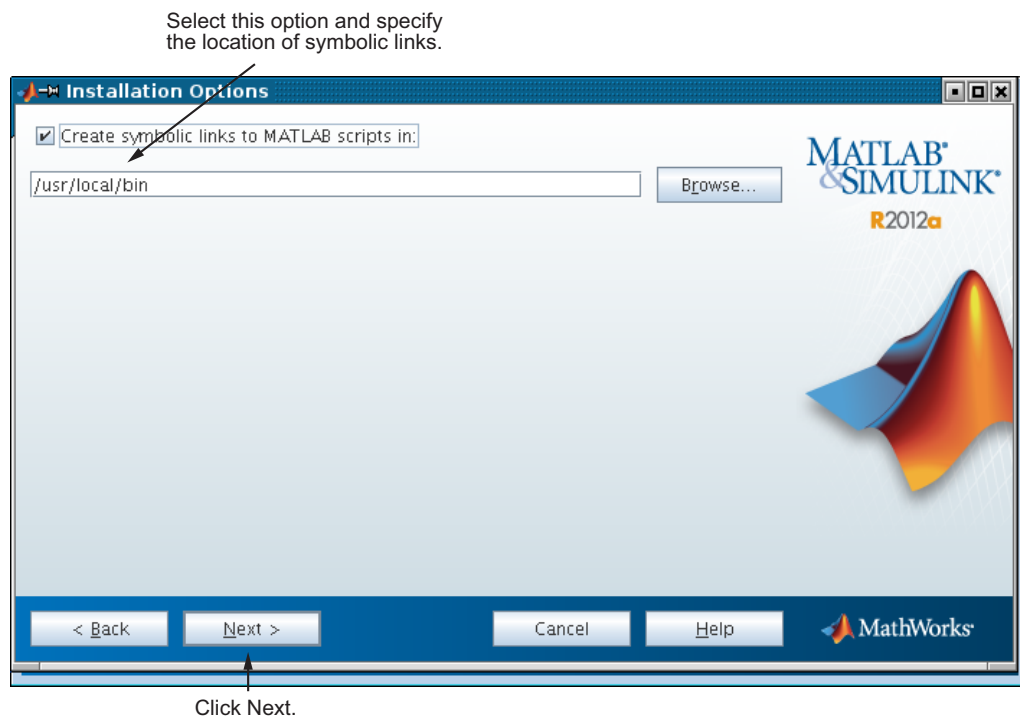 Select this option and specify
the location of symbolic links.
Installation Options
Create symbolic links to MATLAB scripts in:
/usr/local/bin
Browse...
MATLAB®
&SIMULINK®
R2012a
< Back
Next >
Cancel
Help
MathWorks®
Click Next.